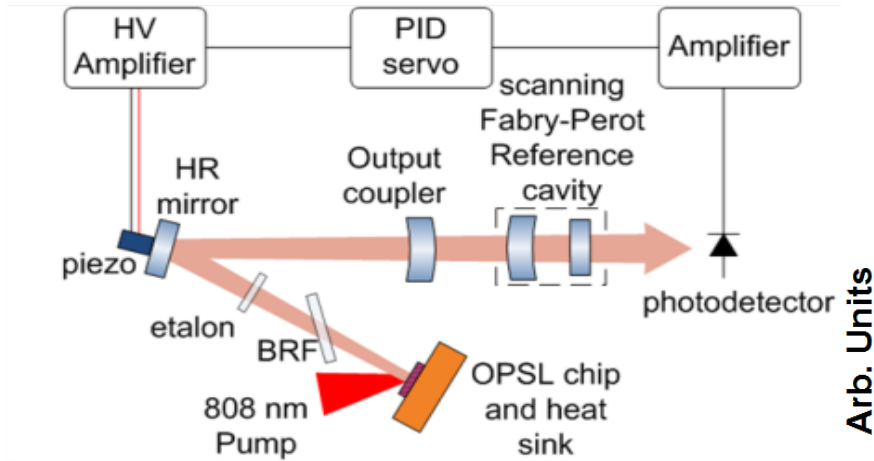 HV
Amplifier
PID
servo
Amplifier
scanning
Fabry-Perot
Reference
cavity
HR
mirror
Output
coupler
piezo
etalon
BRF
photodetector
808 nm
Pump
OPSL chip
and heat
sink
Arb. Units